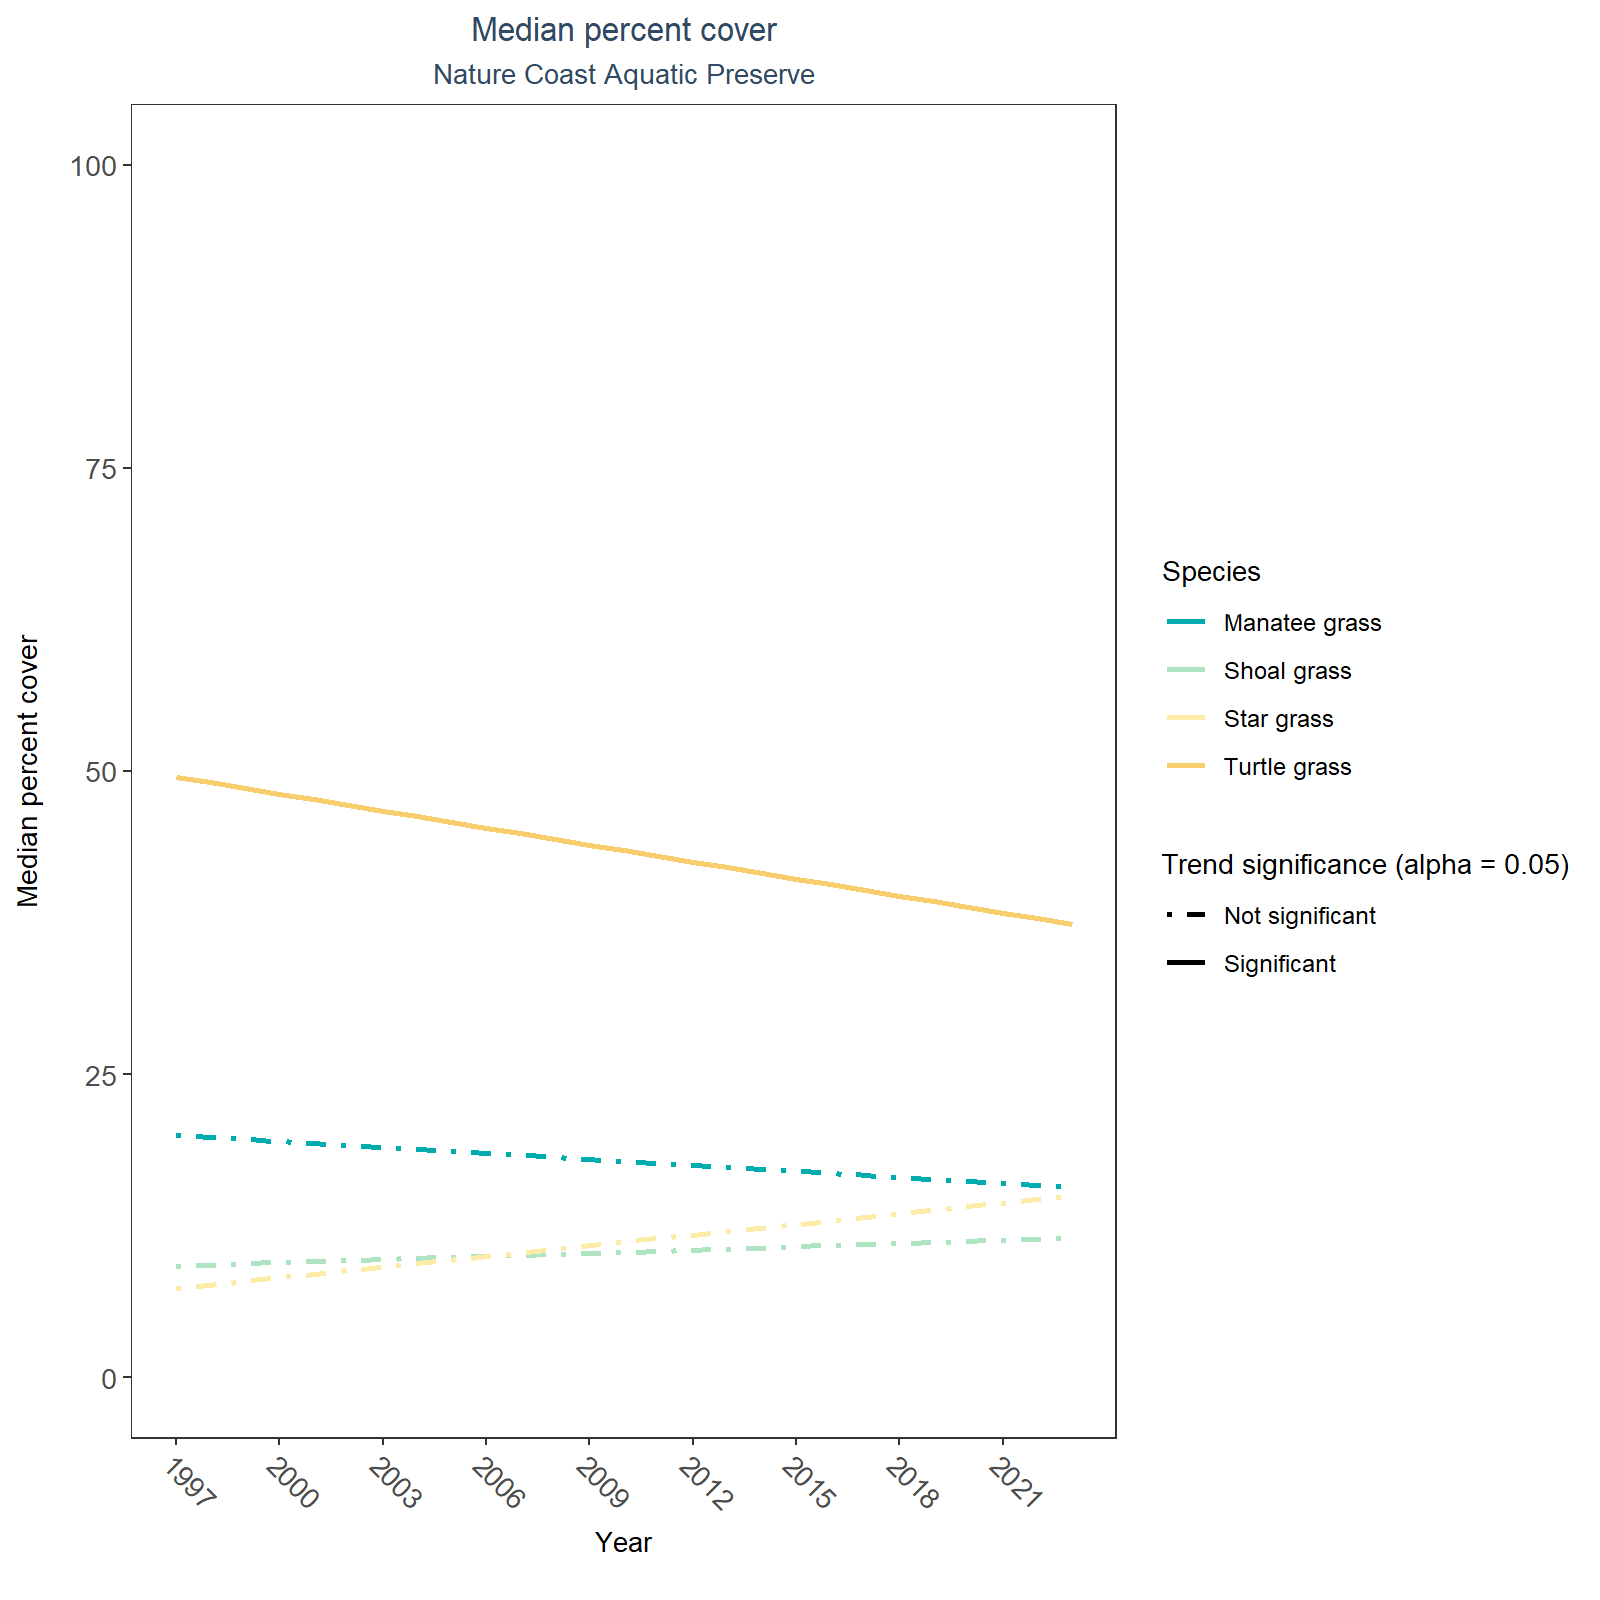 Median percent cover
Nature Coast Aquatic Preserve
100
75
50
25
0
Median percent cover
1997
2000
2003
2006
2009
2012
2015
2018
2021
Year
Species
Manatee grass
Shoal grass
Star grass
Turtle grass
Trend significance (alpha = 0.05)
Not significant
Significant